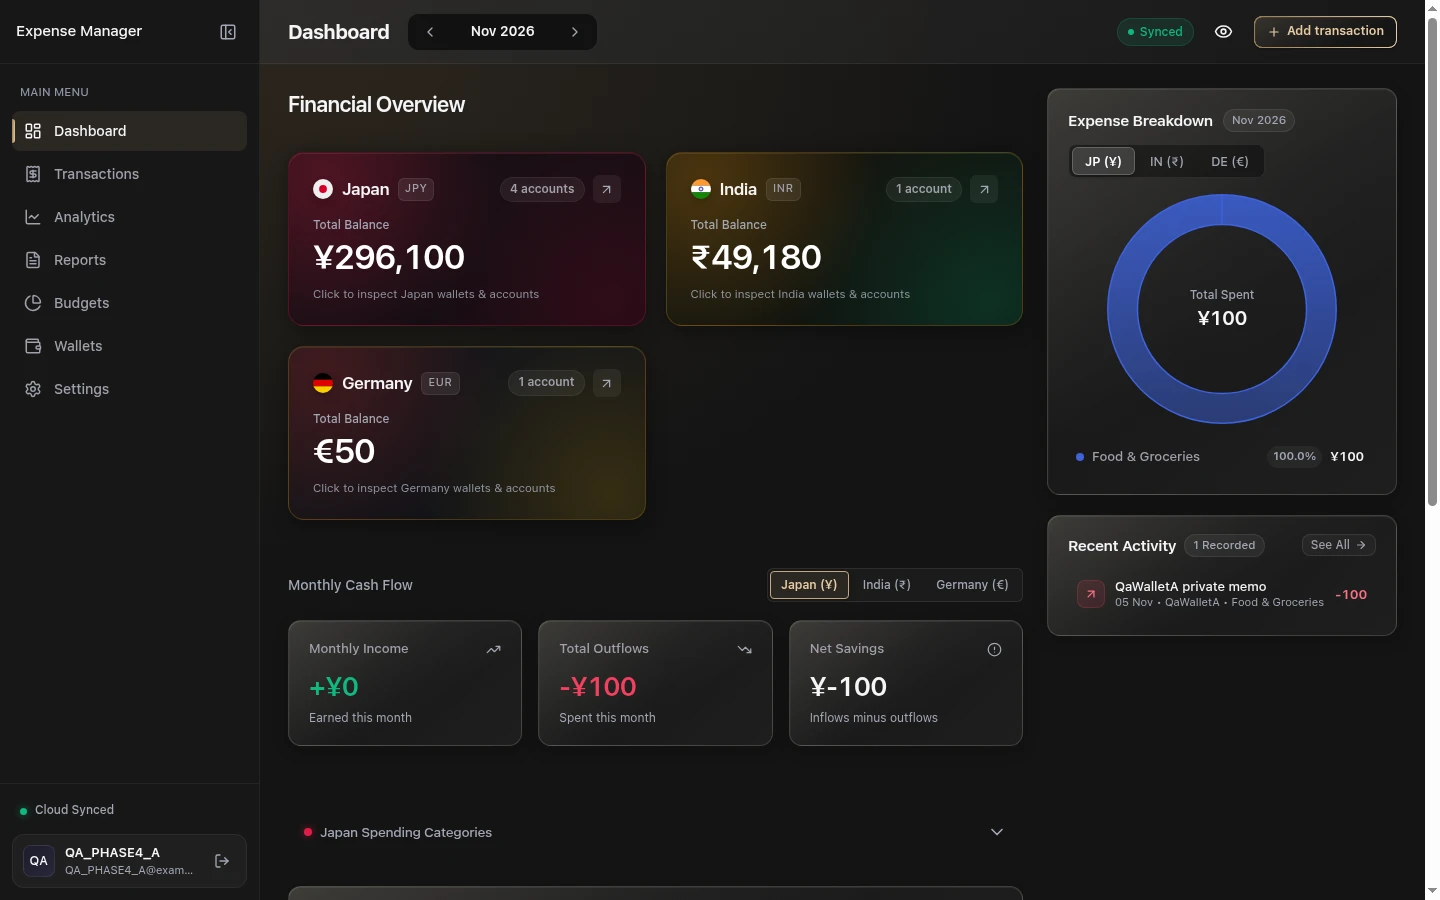 Expense Manager
MAIN MENU
Dashboard
Transactions
Analytics
Reports
Budgets
Wallets
Settings
Cloud Synced
QA
QA_PHASE4_A
QA_PHASE4_A@exam...
Dashboard
Nov 2026
Synced
+ Add transaction
Financial Overview
Japan JPY 4 accounts
Total Balance
¥296,100
Click to inspect Japan wallets & accounts
India INR 1 account
Total Balance
₹49,180
Click to inspect India wallets & accounts
Germany EUR 1 account
Total Balance
€50
Click to inspect Germany wallets & accounts
Monthly Cash Flow
Japan (¥) India (₹) Germany (€)
Monthly Income
+¥0
Earned this month
Total Outflows
-¥100
Spent this month
Net Savings
¥-100
Inflows minus outflows
Japan Spending Categories
Expense Breakdown Nov 2026
JP (¥) IN (₹) DE (€)
Total Spent
¥100
Food & Groceries 100.0% ¥100
Recent Activity 1 Recorded See All →
QaWalletA private memo
05 Nov • QaWalletA • Food & Groceries
-100